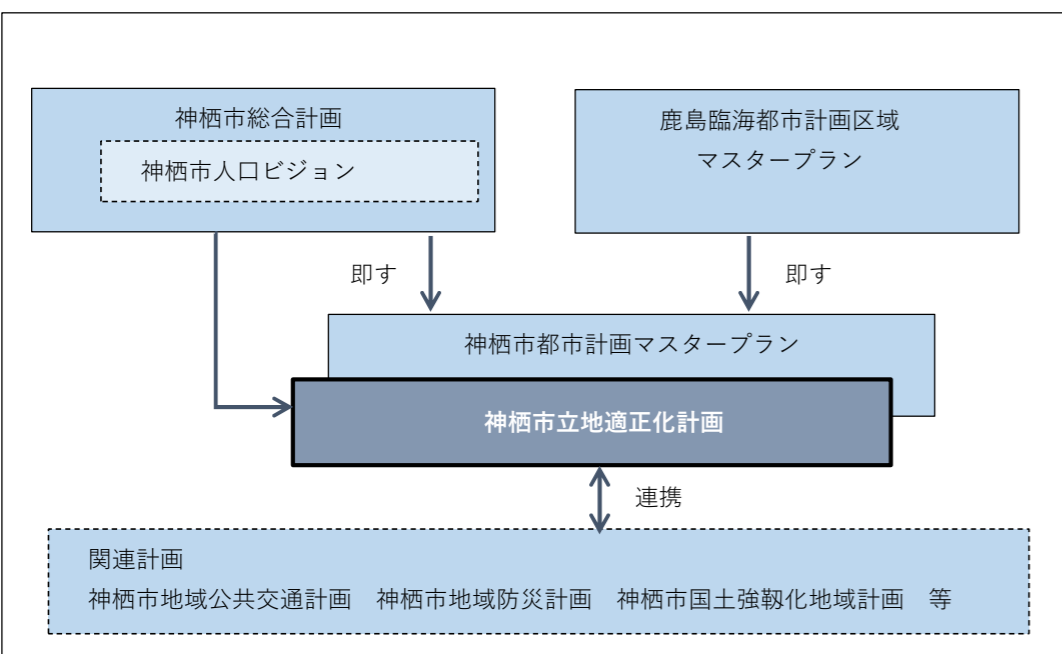 神栖市総合計画
神栖市人口ビジョン
鹿島臨海都市計画区域
マスタープラン
即す
即す
神栖市都市計画マスタープラン
神栖市立地適正化計画
連携
関連計画
神栖市地域公共交通計画　神栖市地域防災計画　神栖市国土強靱化地域計画　等